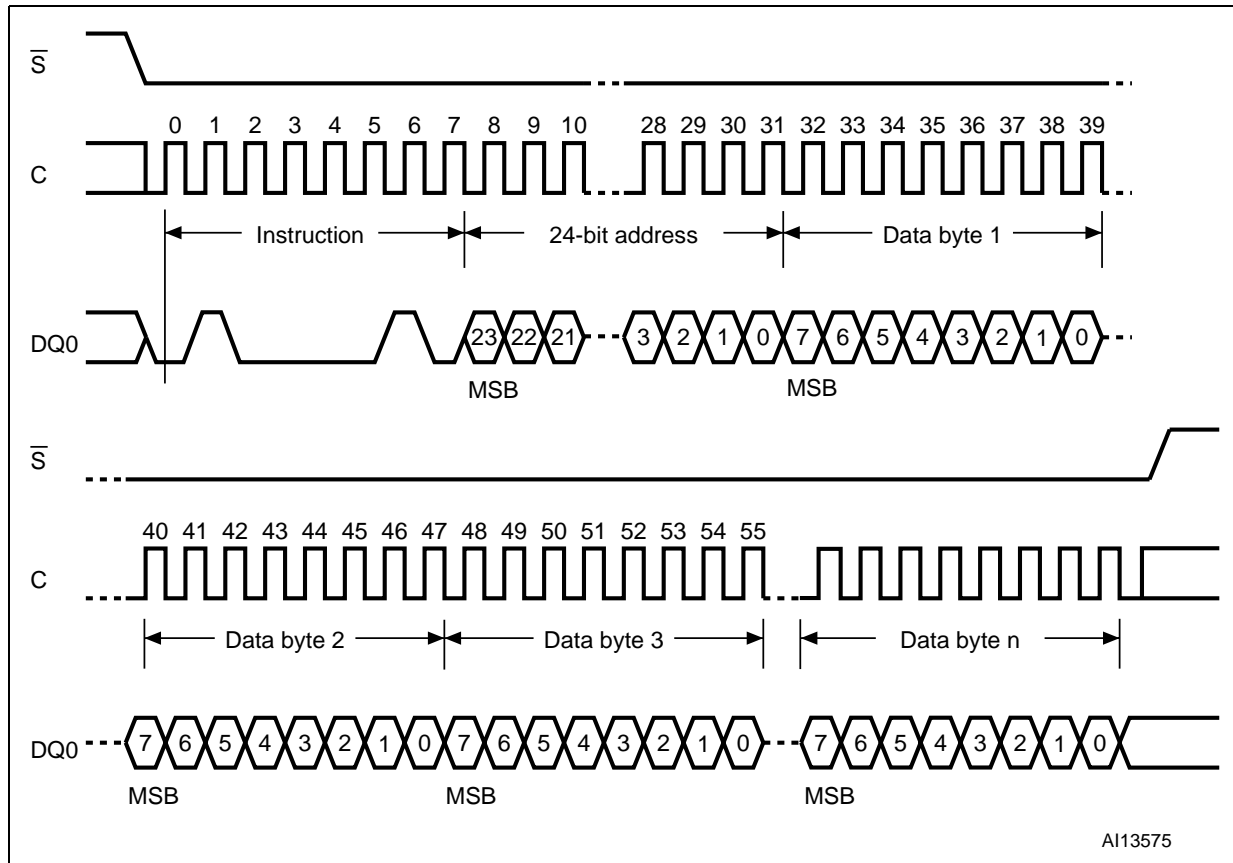 S̅
0 1 2 3 4 5 6 7 8 9 10 28 29 30 31 32 33 34 35 36 37 38 39
C
Instruction 24-bit address Data byte 1
DQ0 23 22 21 3 2 1 0 7 6 5 4 3 2 1 0
MSB MSB
S̅
40 41 42 43 44 45 46 47 48 49 50 51 52 53 54 55
C
Data byte 2 Data byte 3 Data byte n
DQ0 7 6 5 4 3 2 1 0 7 6 5 4 3 2 1 0 7 6 5 4 3 2 1 0
MSB MSB MSB
AI13575